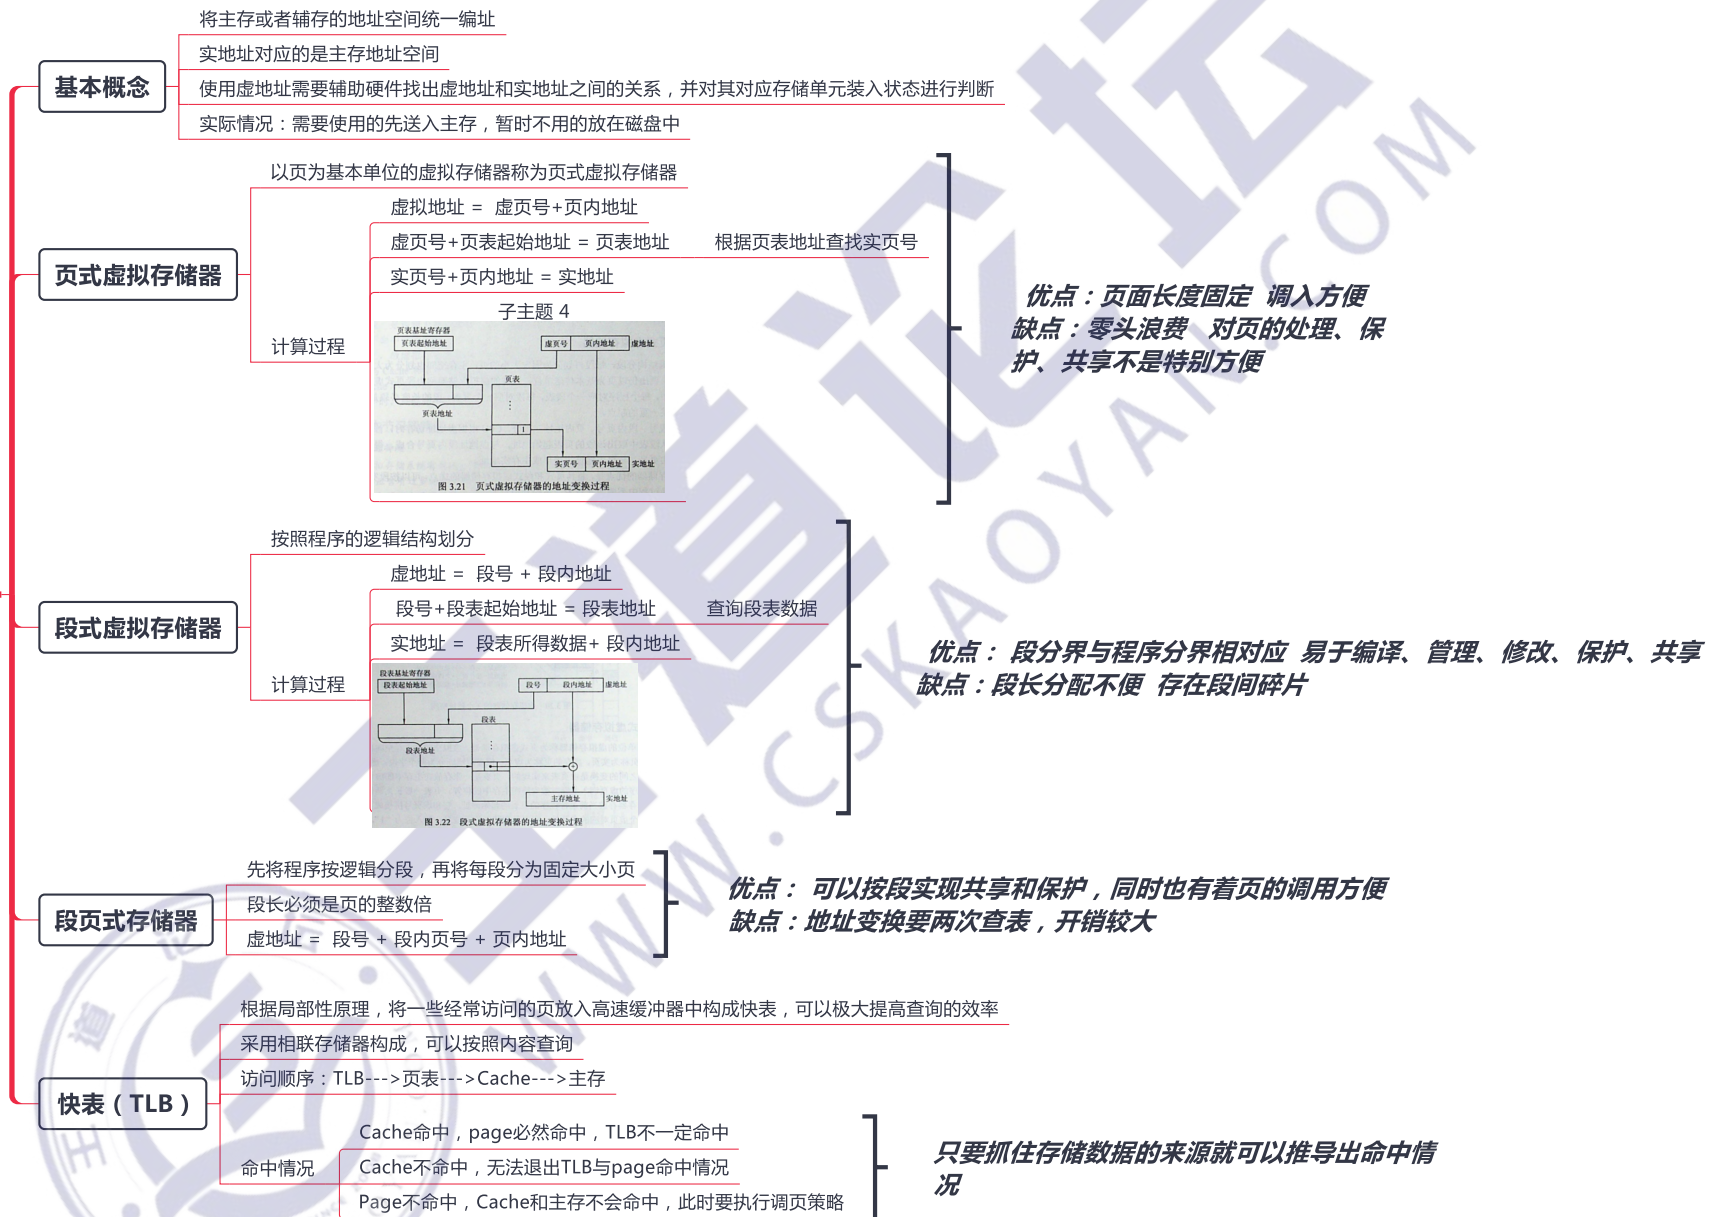 将主存或者辅存的地址空间统一编址
实地址对应的是主存地址空间
基本概念
使用虚地址需要辅助硬件找出虚地址和实地址之间的关系，并对其对应存储单元装入状态进行判断
实际情况：需要使用的先送入主存，暂时不用的放在磁盘中
以页为基本单位的虚拟存储器称为页式虚拟存储器
虚拟地址 = 虚页号+页内地址
虚页号+页表起始地址 = 页表地址 根据页表地址查找实页号
页式虚拟存储器
实页号+页内地址 = 实地址
子主题 4
计算过程
页表基址寄存器
页表起始地址
虚页号 页内地址 虚地址
页表
页表地址
1
实页号 页内地址 实地址
图 3.21 页式虚拟存储器的地址变换过程
优点：页面长度固定 调入方便
缺点：零头浪费 对页的处理、保
护、共享不是特别方便
按照程序的逻辑结构划分
虚地址 = 段号 + 段内地址
段号+段表起始地址 = 段表地址 查询段表数据
段式虚拟存储器
实地址 = 段表所得数据+ 段内地址
计算过程
段表基址寄存器
段表起始地址
段号 段内地址 虚地址
段表
段表地址
主存地址 实地址
图 3.22 段式虚拟存储器的地址变换过程
优点： 段分界与程序分界相对应 易于编译、管理、修改、保护、共享
缺点：段长分配不便 存在段间碎片
先将程序按逻辑分段，再将每段分为固定大小页
段页式存储器
段长必须是页的整数倍
虚地址 = 段号 + 段内页号 + 页内地址
优点： 可以按段实现共享和保护，同时也有着页的调用方便
缺点：地址变换要两次查表，开销较大
根据局部性原理，将一些经常访问的页放入高速缓冲器中构成快表，可以极大提高查询的效率
采用相联存储器构成，可以按照内容查询
访问顺序：TLB--->页表--->Cache--->主存
快表（TLB）
Cache命中，page必然命中，TLB不一定命中
命中情况
Cache不命中，无法退出TLB与page命中情况
Page不命中，Cache和主存不会命中，此时要执行调页策略
只要抓住存储数据的来源就可以推导出命中情
况
王道论坛
WWW.CSKAOYAN.COM